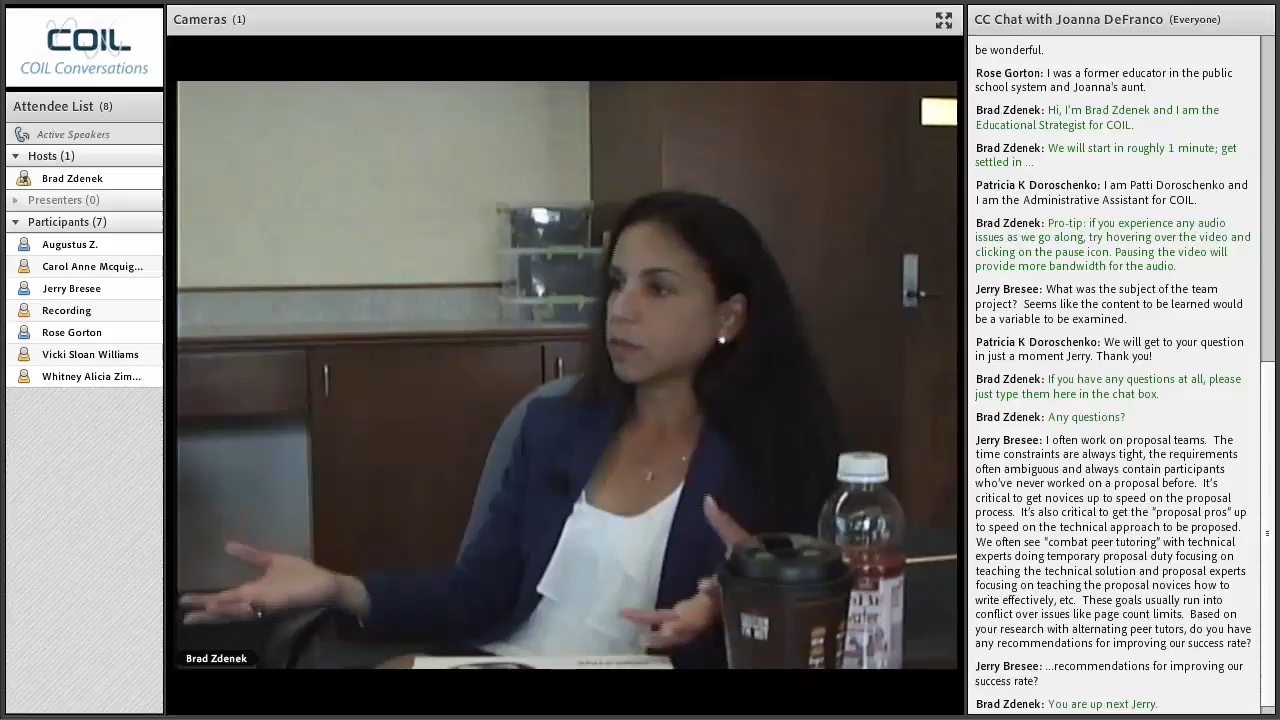 COIL
COIL Conversations
Attendee List (8)
Active Speakers
Hosts (1)
Brad Zdenek
Presenters (0)
Participants (7)
Augustus Z.
Carol Anne Mcquig...
Jerry Bresee
Recording
Rose Gorton
Vicki Sloan Williams
Whitney Alicia Zim...
Cameras (1)
Brad Zdenek
CC Chat with Joanna DeFranco (Everyone)
be wonderful.
Rose Gorton: I was a former educator in the public
school system and Joanna's aunt.
Brad Zdenek: Hi, I'm Brad Zdenek and I am the
Educational Strategist for COIL.
Brad Zdenek: We will start in roughly 1 minute; get
settled in ...
Patricia K Doroschenko: I am Patti Doroschenko and
I am the Administrative Assistant for COIL.
Brad Zdenek: Pro-tip: if you experience any audio
issues as we go along, try hovering over the video and
clicking on the pause icon. Pausing the video will
provide more bandwidth for the audio.
Jerry Bresee: What was the subject of the team
project? Seems like the content to be learned would
be a variable to be examined.
Patricia K Doroschenko: We will get to your question
in just a moment Jerry. Thank you!
Brad Zdenek: If you have any questions at all, please
just type them here in the chat box.
Brad Zdenek: Any questions?
Jerry Bresee: I often work on proposal teams. The
time constraints are always tight, the requirements
often ambiguous and always contain participants
who've never worked on a proposal before. It's
critical to get novices up to speed on the proposal
process. It's also critical to get the "proposal pros" up
to speed on the technical approach to be proposed.
We often see "combat peer tutoring" with technical
experts doing temporary proposal duty focusing on
teaching the technical solution and proposal experts
focusing on teaching the proposal novices how to
write effectively, etc. These goals usually run into
conflict over issues like page count limits. Based on
your research with alternating peer tutors, do you have
any recommendations for improving our success rate?
Jerry Bresee: ...recommendations for improving our
success rate?
Brad Zdenek: You are up next Jerry.